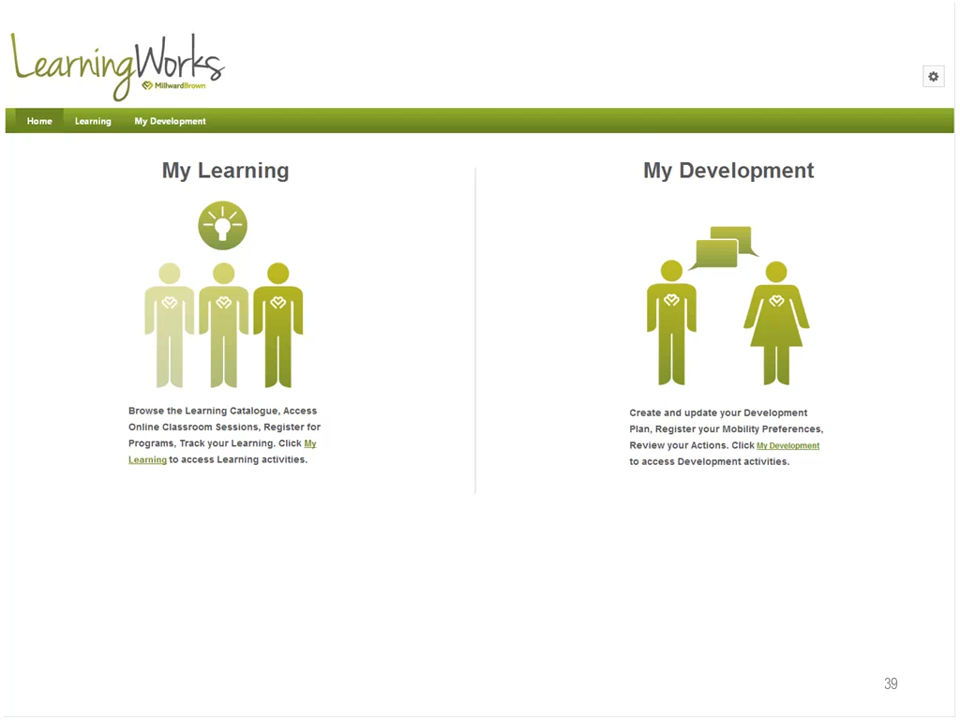 LearningWorks
MillwardBrown
Home Learning My Development
My Learning
Browse the Learning Catalogue, Access
Online Classroom Sessions, Register for
Programs, Track your Learning. Click My
Learning to access Learning activities.
My Development
Create and update your Development
Plan, Register your Mobility Preferences,
Review your Actions. Click My Development
to access Development activities.
39